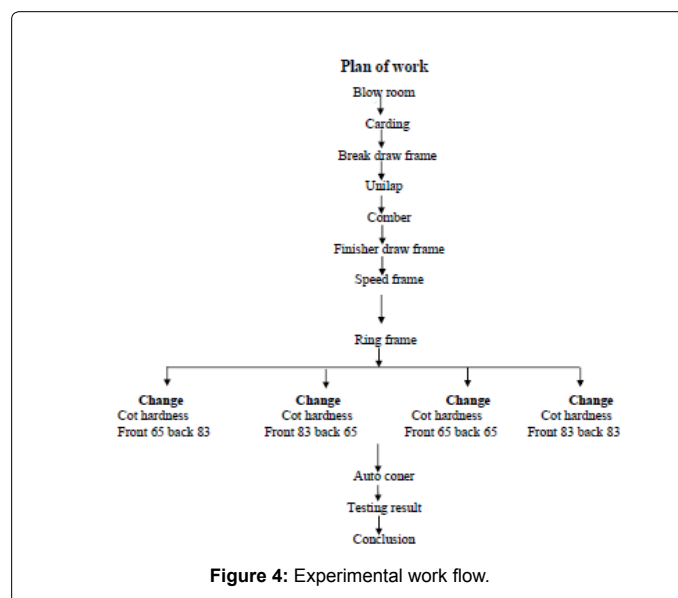 Plan of work
Blow room
Carding
Break draw frame
Unilap
Comber
Finisher draw frame
Speed frame
Ring frame
Change
Cot hardness
Front 65 back 83
Change
Cot hardness
Front 83 back 65
Change
Cot hardness
Front 65 back 65
Change
Cot hardness
Front 83 back 83
Auto coner
Testing result
Conclusion
Figure 4: Experimental work flow.